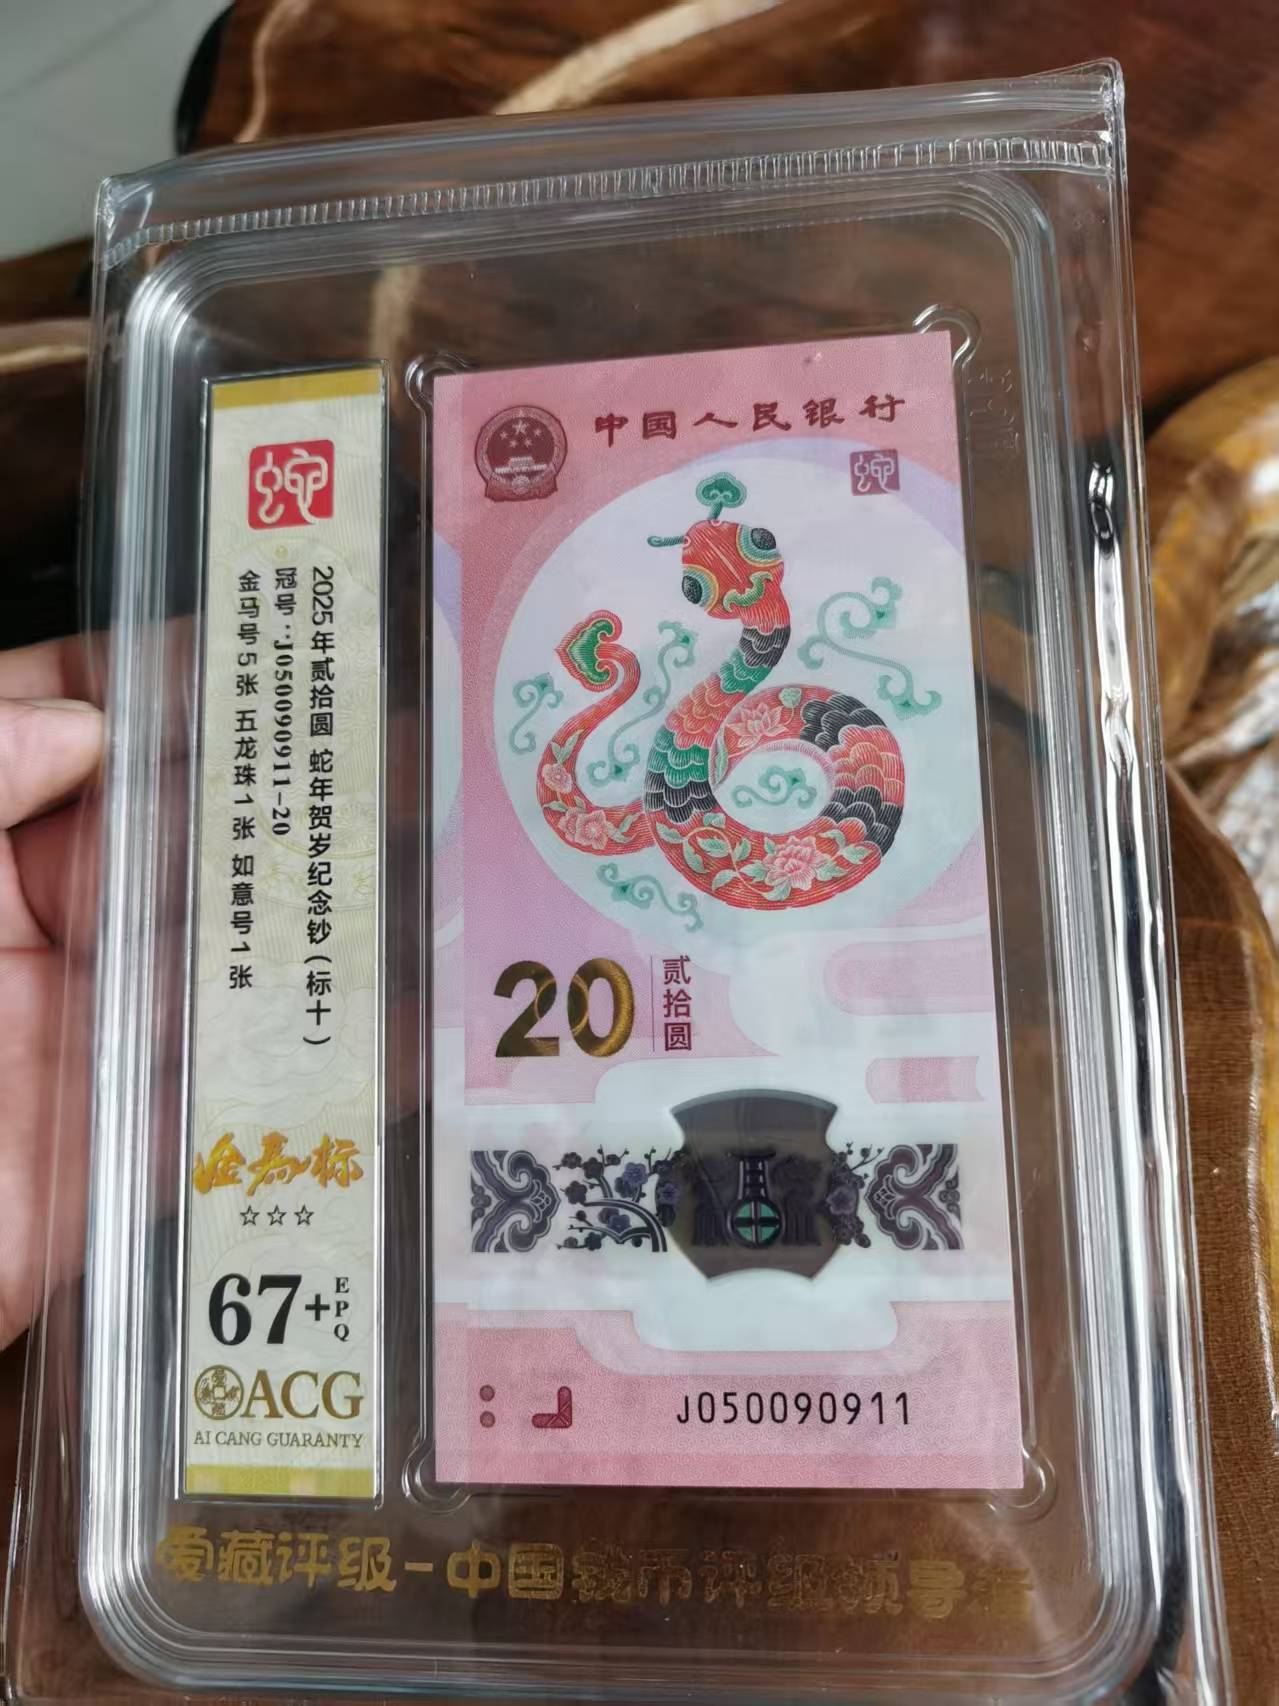 蛇
2025年贰拾圆 蛇年贺岁纪念钞(标十)
冠号:J050090911-20
金马号5张 五龙珠1张 如意号1张
金马标
☆☆☆
67+
EPQ
ACG
AI CANG GUARANTY
中国人民银行
蛇
20
贰拾圆
J050090911
爱藏评级-中国钱币评级领导者